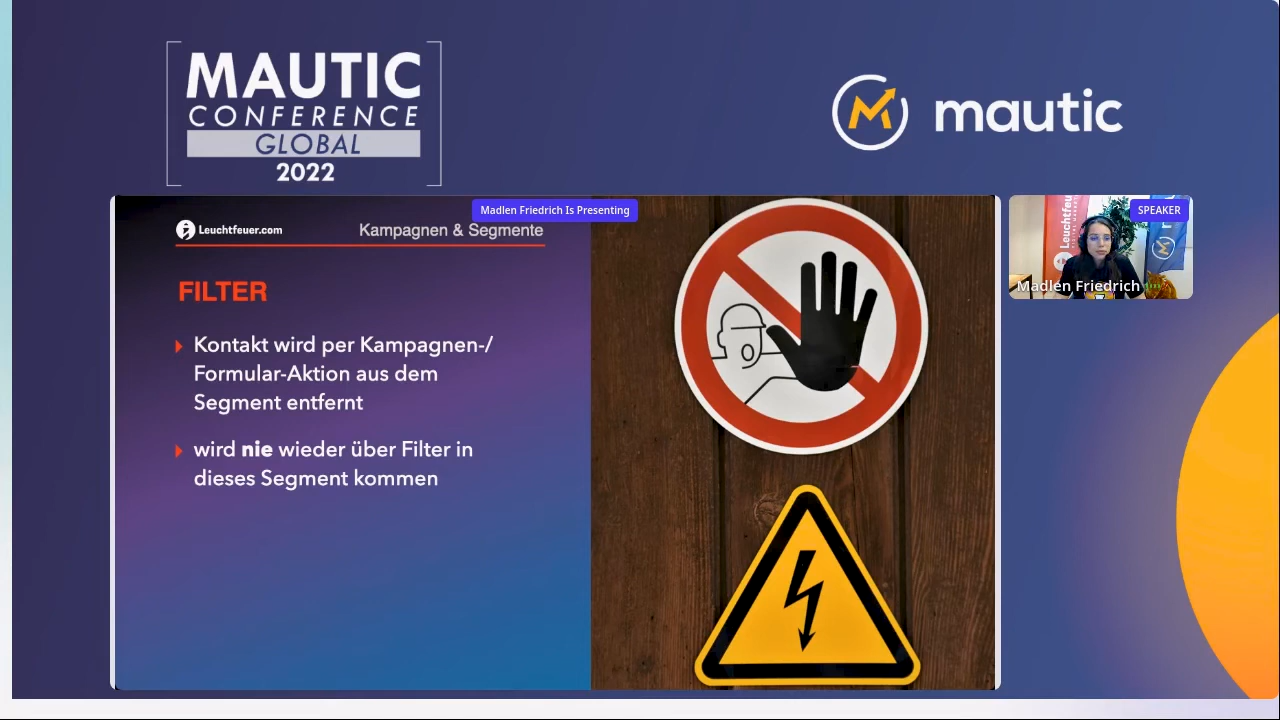 MAUTIC
CONFERENCE
GLOBAL
2022
mautic
Madlen Friedrich Is Presenting
Leuchtfeuer.com
Kampagnen & Segmente
FILTER
Kontakt wird per Kampagnen-/
Formular-Aktion aus dem
Segment entfernt
wird nie wieder über Filter in
dieses Segment kommen
SPEAKER
Leuchtfeu
Madlen Friedrich